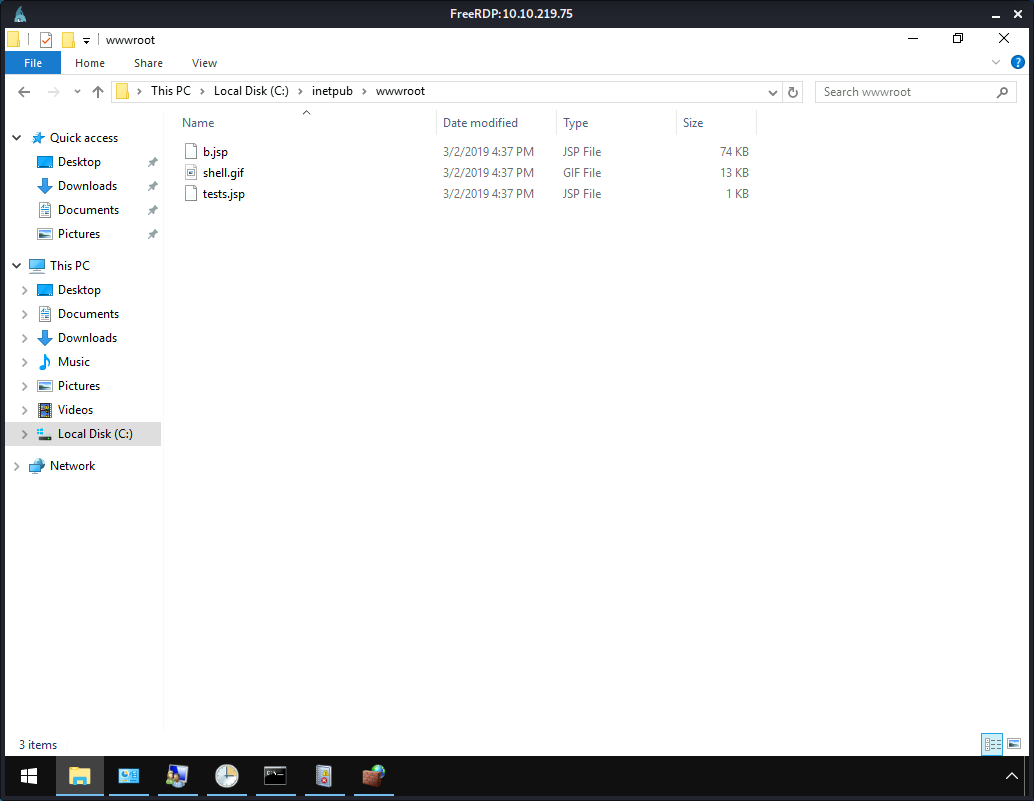 FreeRDP: 10.10.219.75
wwwroot
File Home Share View
This PC Local Disk (C:) inetpub wwwroot
Search wwwroot
Name Date modified Type Size
Quick access
b.jsp 3/2/2019 4:37 PM JSP File 74 KB
Desktop
shell.gif 3/2/2019 4:37 PM GIF File 13 KB
Downloads
tests.jsp 3/2/2019 4:37 PM JSP File 1 KB
Documents
Pictures
This PC
Desktop
Documents
Downloads
Music
Pictures
Videos
Local Disk (C:)
Network
3 items